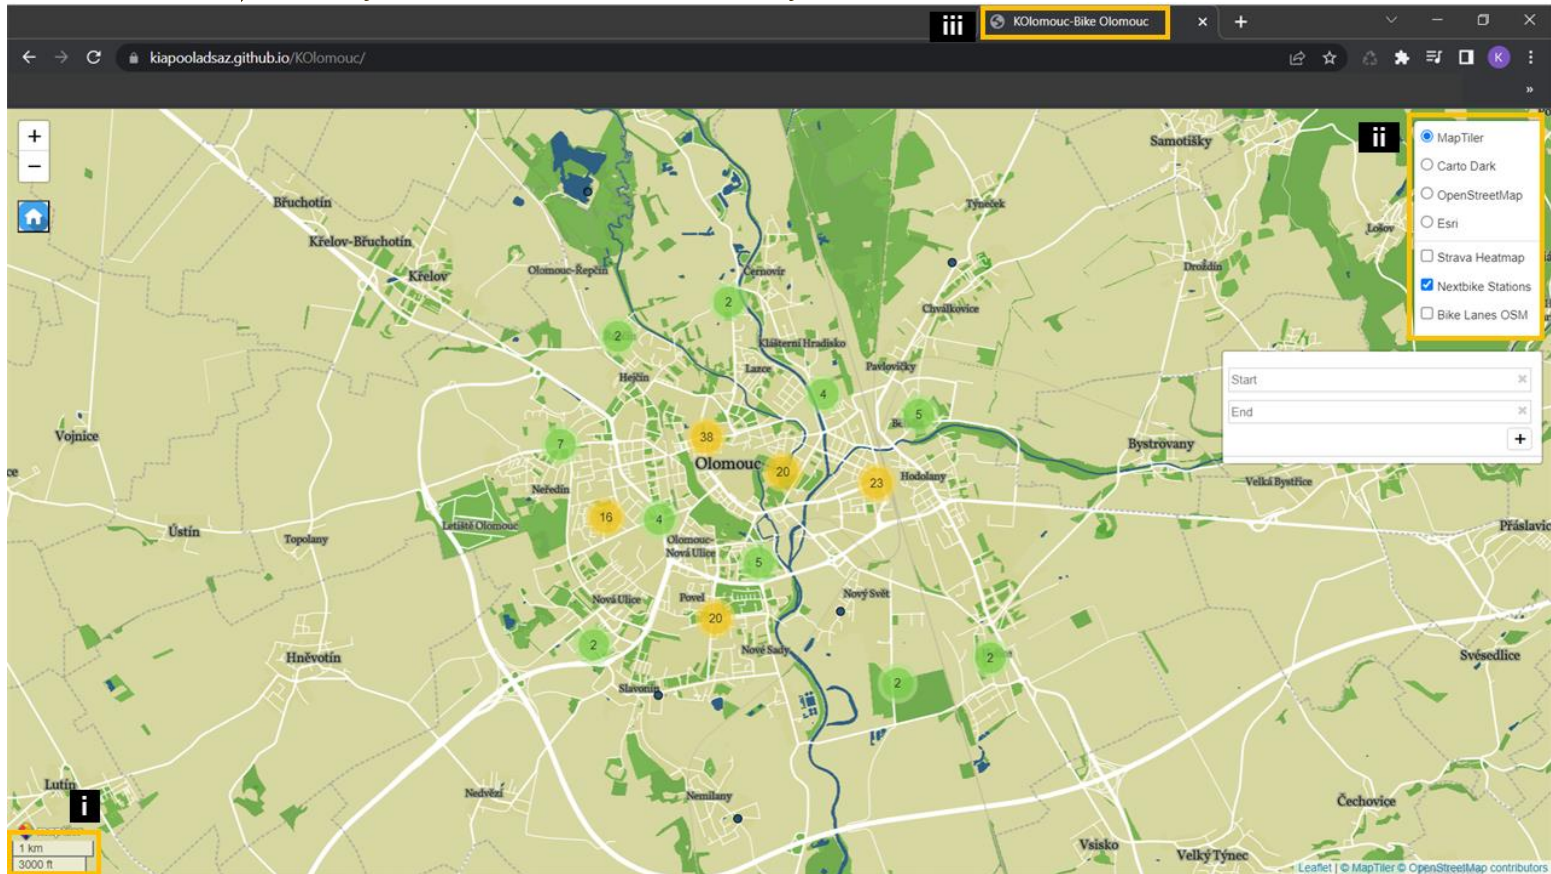 iii
KOlomouc-Bike Olomouc
kiapooladsaz.github.io/KOlomouc/
K
»
+
−
ii
MapTiler
Carto Dark
OpenStreetMap
Esri
Strava Heatmap
Nextbike Stations
Bike Lanes OSM
Start
End
+
Samotišky
Břuchotín
Týneček
Křelov-Břuchotín
Lošov
Olomouc-Řepčín
Černovír
Droždín
Křelov
2
Chválkovice
2
Klášterní Hradisko
Lazce
Pavlovičky
Hejčín
4
5
Vojnice
7
38
Bystrovany
Olomouc
20
23
Hodolany
Velká Bystřice
Neředín
16
4
Letiště Olomouc
Ústín
Topolany
Olomouc-
Nová Ulice
Přáslavic
5
Nová Ulice
Povel
Nový Svět
20
2
Nové Sady
Hněvotín
2
Svésedlice
Slavonín
2
Lutín
Nedvězí
Nemilany
Čechovice
i
Vsisko
Velký Týnec
1 km
3000 ft
Leaflet | © MapTiler © OpenStreetMap contributors